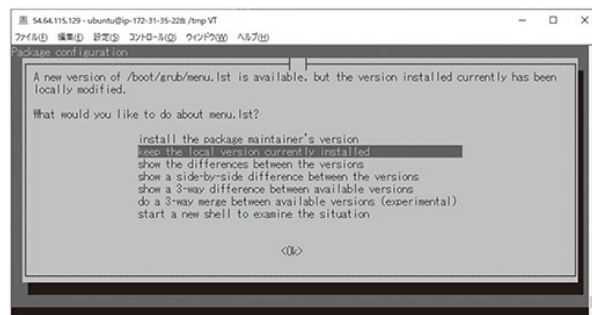 54.64.115.129 - ubuntu@ip-172-31-35-228: /tmp VT
ファイル(F) 編集(E) 設定(S) コントロール(O) ウィンドウ(W) ヘルプ(H)
Package configuration
A new version of /boot/grub/menu.lst is available, but the version installed currently has been
locally modified.
What would you like to do about menu.lst?
install the package maintainer's version
keep the local version currently installed
show the differences between the versions
show a side-by-side difference between the versions
show a 3-way difference between available versions
do a 3-way merge between available versions (experimental)
start a new shell to examine the situation
<Ok>